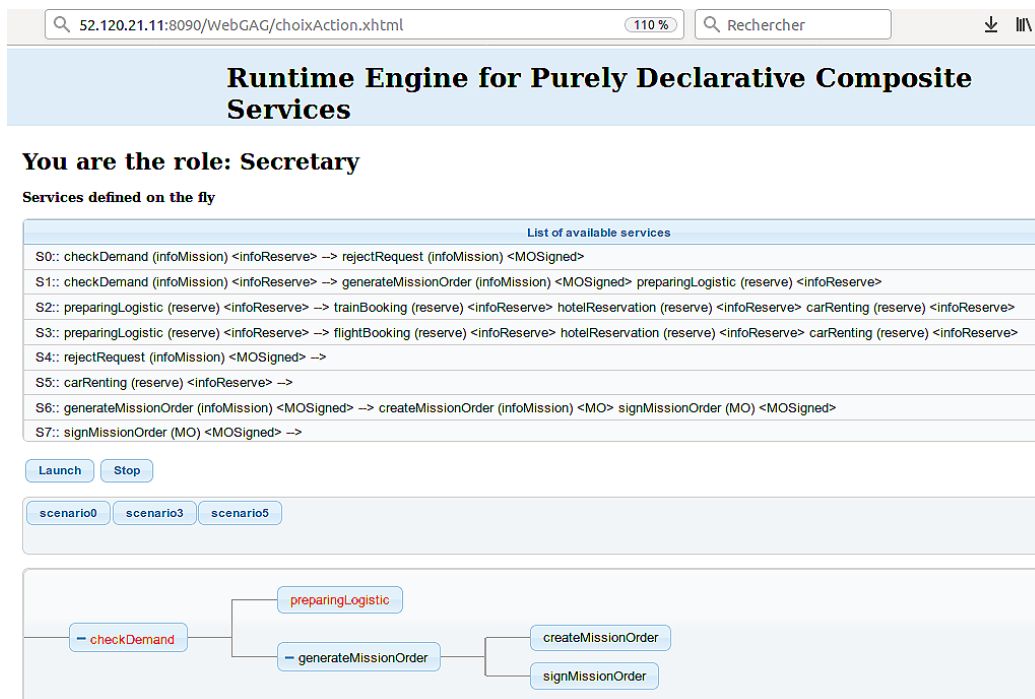 52.120.21.11:8090/WebGAG/choixAction.xhtml 110 % Rechercher
Runtime Engine for Purely Declarative Composite
Services
You are the role: Secretary
Services defined on the fly
List of available services
S0:: checkDemand (infoMission) <infoReserve> --> rejectRequest (infoMission) <MOSigned>
S1:: checkDemand (infoMission) <infoReserve> --> generateMissionOrder (infoMission) <MOSigned> preparingLogistic (reserve) <infoReserve>
S2:: preparingLogistic (reserve) <infoReserve> --> trainBooking (reserve) <infoReserve> hotelReservation (reserve) <infoReserve> carRenting (reserve) <infoReserve>
S3:: preparingLogistic (reserve) <infoReserve> --> flightBooking (reserve) <infoReserve> hotelReservation (reserve) <infoReserve> carRenting (reserve) <infoReserve>
S4:: rejectRequest (infoMission) <MOSigned> -->
S5:: carRenting (reserve) <infoReserve> -->
S6:: generateMissionOrder (infoMission) <MOSigned> --> createMissionOrder (infoMission) <MO> signMissionOrder (MO) <MOSigned>
S7:: signMissionOrder (MO) <MOSigned> -->
Launch Stop
scenario0 scenario3 scenario5
preparingLogistic
checkDemand
createMissionOrder
generateMissionOrder
signMissionOrder